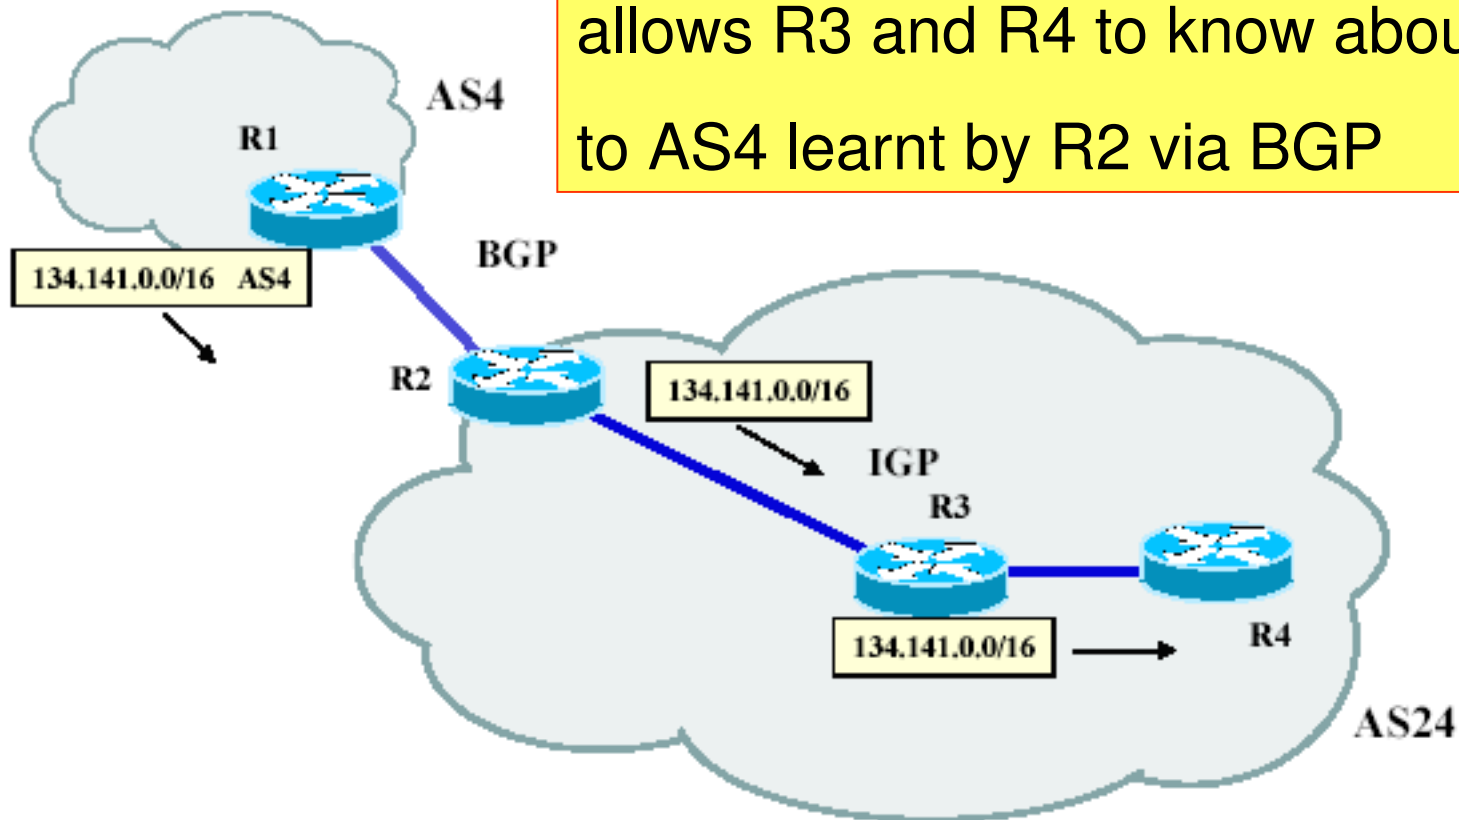 allows R3 and R4 to know
to AS4 learnt by R2 via BGP
AS4
R1
BGP
134.141.0.0/16 AS4
R2
134.141.0.0/16
IGP
R3
134.141.0.0/16
R4
AS24